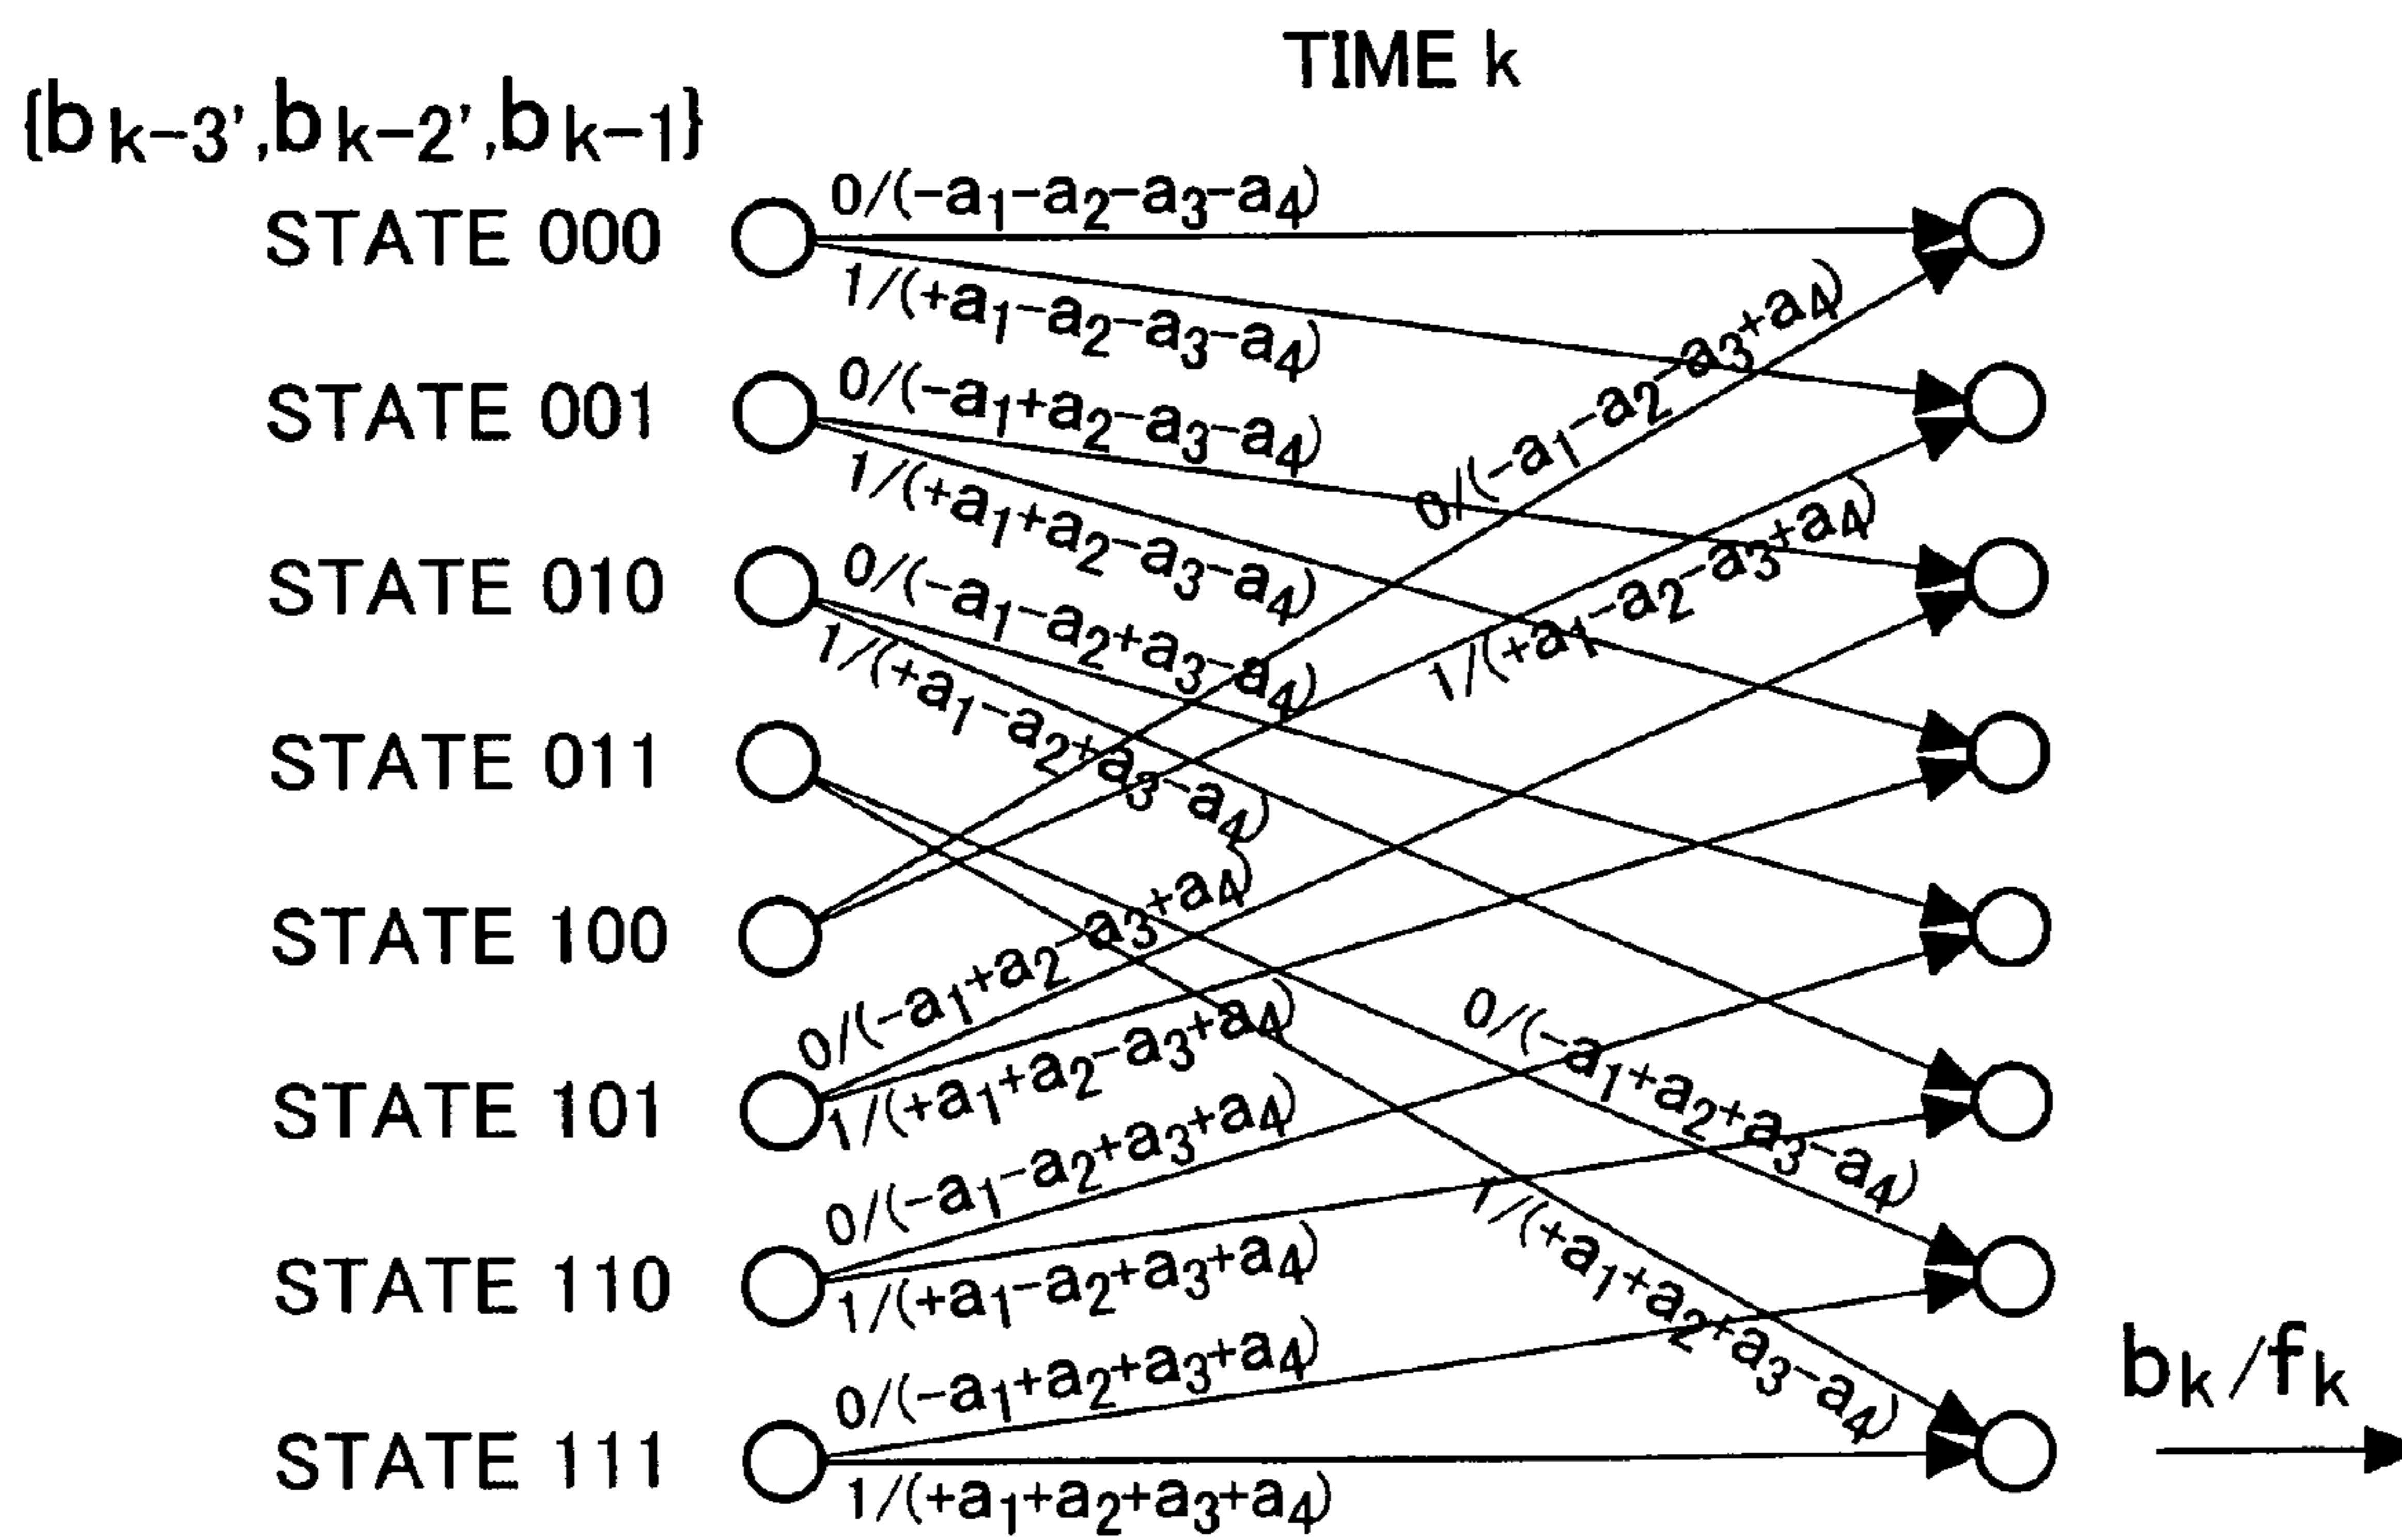 TIME k
{bk-3',bk-2',bk-1}
STATE 000
0/(-a1-a2-a3-a4)
1/(+a1-a2-a3-a4)
STATE 001
0/(-a1+a2-a3-a4)
1/(+a1+a2-a3-a4)
0/(-a1-a2-a3+a4)
1/(+a1-a2-a3+a4)
STATE 010
0/(-a1-a2+a3-a4)
1/(+a1-a2+a3-a4)
STATE 011
STATE 100
0/(-a1+a2-a3+a4)
STATE 101
1/(+a1+a2-a3+a4)
0/(-a1+a2+a3-a4)
0/(-a1-a2+a3+a4)
STATE 110
1/(+a1-a2+a3+a4)
1/(+a1+a2+a3-a4)
0/(-a1+a2+a3+a4)
STATE 111
1/(+a1+a2+a3+a4)
bk/fk